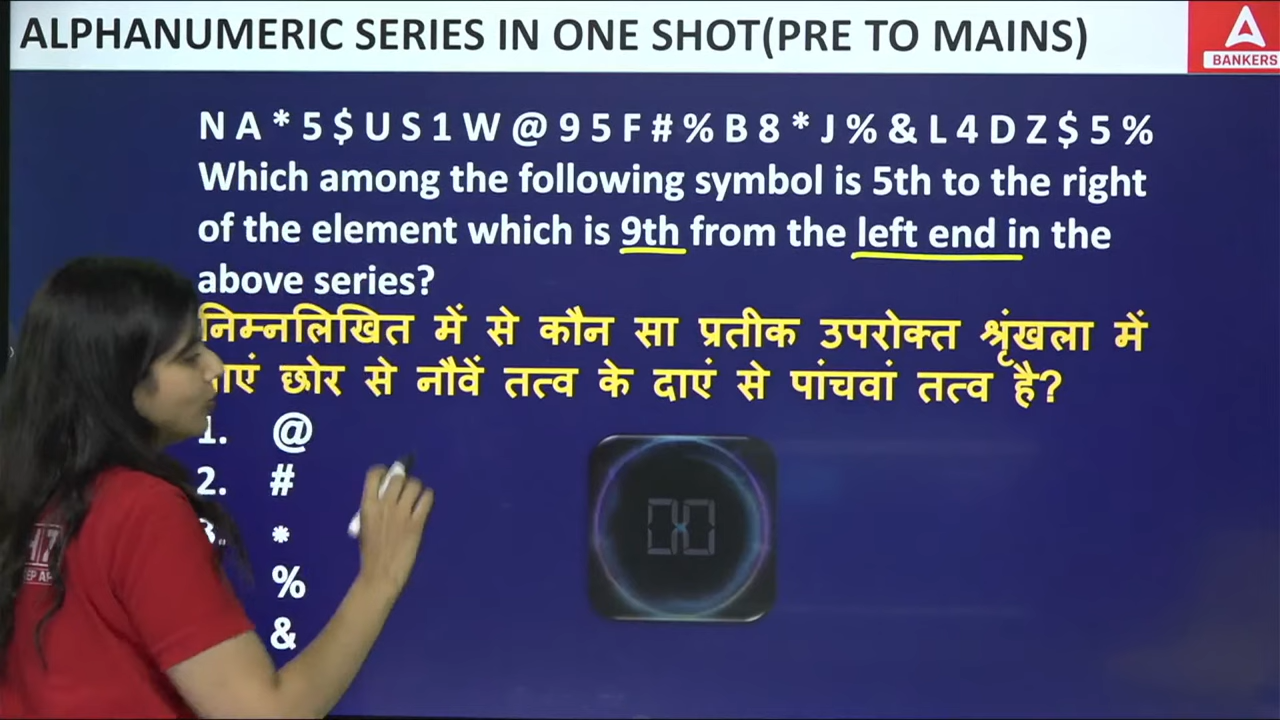 ALPHANUMERIC SERIES IN ONE SHOT(PRE TO MAINS)
BANKERS
N A * 5 $ U S 1 W @ 9 5 F # % B 8 * J % & L 4 D Z $ 5 %
Which among the following symbol is 5th to the right
of the element which is 9th from the left end in the
above series?
निम्नलिखित में से कौन सा प्रतीक उपरोक्त श्रृंखला में
छोर से नौवें तत्व के दाएं से पांचवां तत्व है?
1. @
2. #
3. *
%
&
00